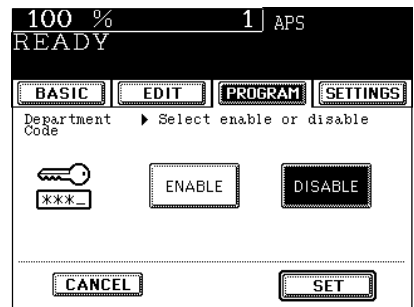 100 % 1 APS
READY
BASIC EDIT PROGRAM SETTINGS
Department Code ▶ Select enable or disable
***_ ENABLE DISABLE
CANCEL SET